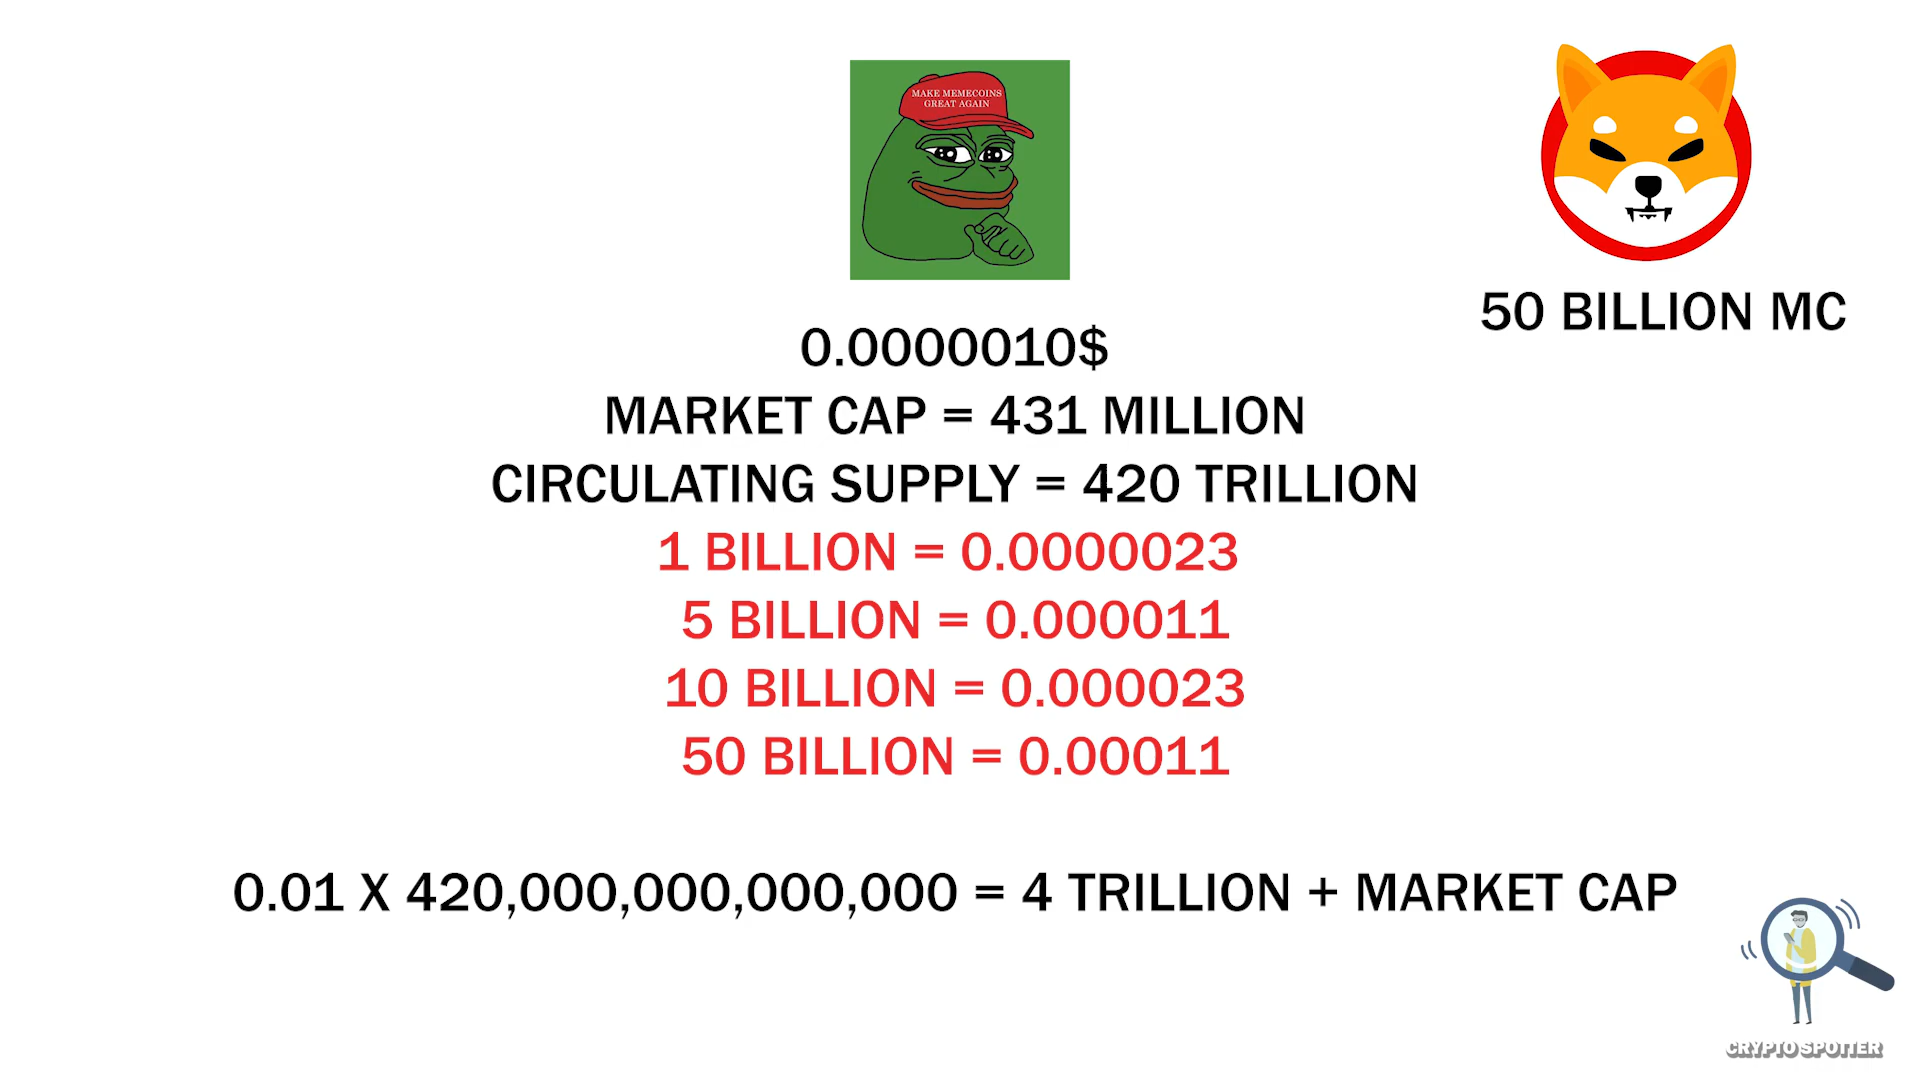 MAKE MEMECOINS
GREAT AGAIN
50 BILLION MC
0.0000010$
MARKET CAP = 431 MILLION
CIRCULATING SUPPLY = 420 TRILLION
1 BILLION = 0.0000023
5 BILLION = 0.000011
10 BILLION = 0.000023
50 BILLION = 0.00011
0.01 X 420,000,000,000,000 = 4 TRILLION + MARKET CAP
CRYPTO SPOTTER